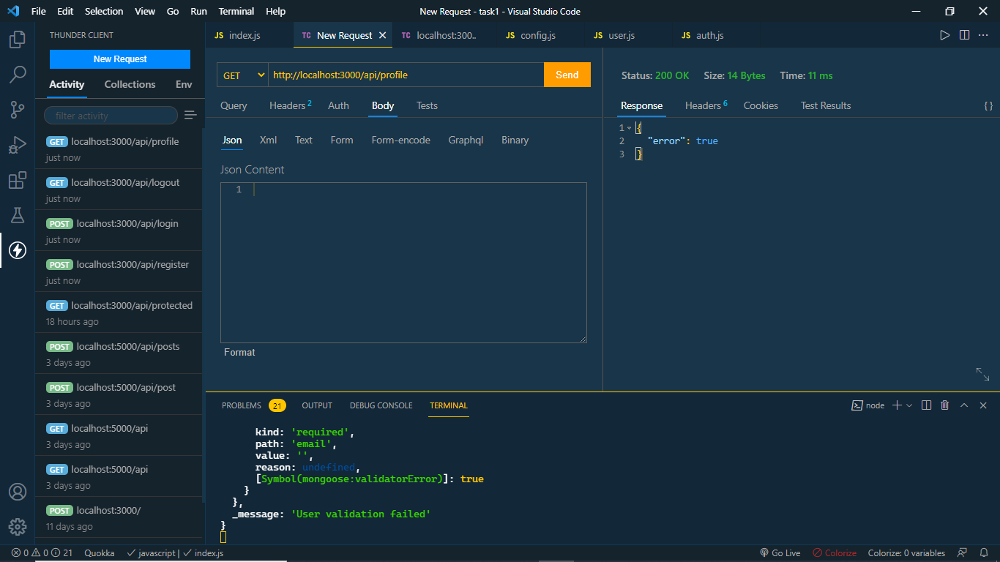 File Edit Selection View Go Run Terminal Help New Request - task1 - Visual Studio Code
THUNDER CLIENT
New Request
Activity Collections Env
filter activity
GET localhost:3000/api/profile
just now
GET localhost:3000/api/logout
just now
POST localhost:3000/api/login
just now
POST localhost:3000/api/register
just now
GET localhost:3000/api/protected
18 hours ago
POST localhost:5000/api/posts
3 days ago
POST localhost:5000/api/post
3 days ago
GET localhost:5000/api
3 days ago
GET localhost:5000/api
3 days ago
POST localhost:3000/
11 days ago
JS index.js TC New Request TC localhost:300.. JS config.js JS user.js JS auth.js
GET http://localhost:3000/api/profile Send
Query Headers 2 Auth Body Tests
Json Xml Text Form Form-encode Graphql Binary
Json Content
1
Format
Status: 200 OK Size: 14 Bytes Time: 11 ms
Response Headers 6 Cookies Test Results { }
1 {
2 "error": true
3 }
PROBLEMS 21 OUTPUT DEBUG CONSOLE TERMINAL node
kind: 'required',
path: 'email',
value: '',
reason: undefined,
[Symbol(mongoose:validatorError)]: true
}
},
_message: 'User validation failed'
}
0 0 21 Quokka javascript | index.js Go Live Colorize Colorize: 0 variables